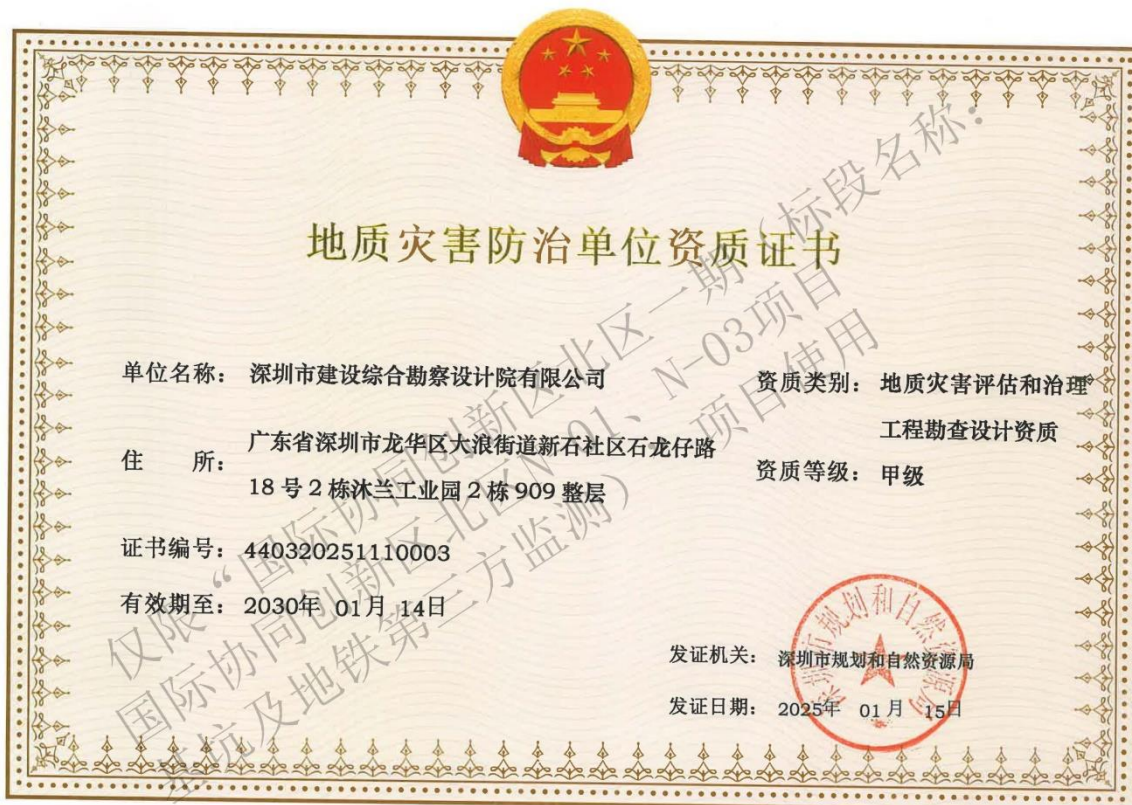 地质灾害防治单位资质证书
单位名称： 深圳市建设综合勘察设计院有限公司
资质类别： 地质灾害评估和治理
工程勘查设计资质
住 所： 广东省深圳市龙华区大浪街道新石社区石龙仔路
18号2栋沐兰工业园2栋909整层
资质等级： 甲级
证书编号： 440320251110003
有效期至： 2030年 01月 14日
发证机关： 深圳市规划和自然资源局
发证日期： 2025年 01月 15日
深圳市规划和自然资源局
仅限“国际协同创新区北区一期（标段名称：
国际协同创新区北区N-01、N-03项目
基坑及地铁第三方监测） 项目使用